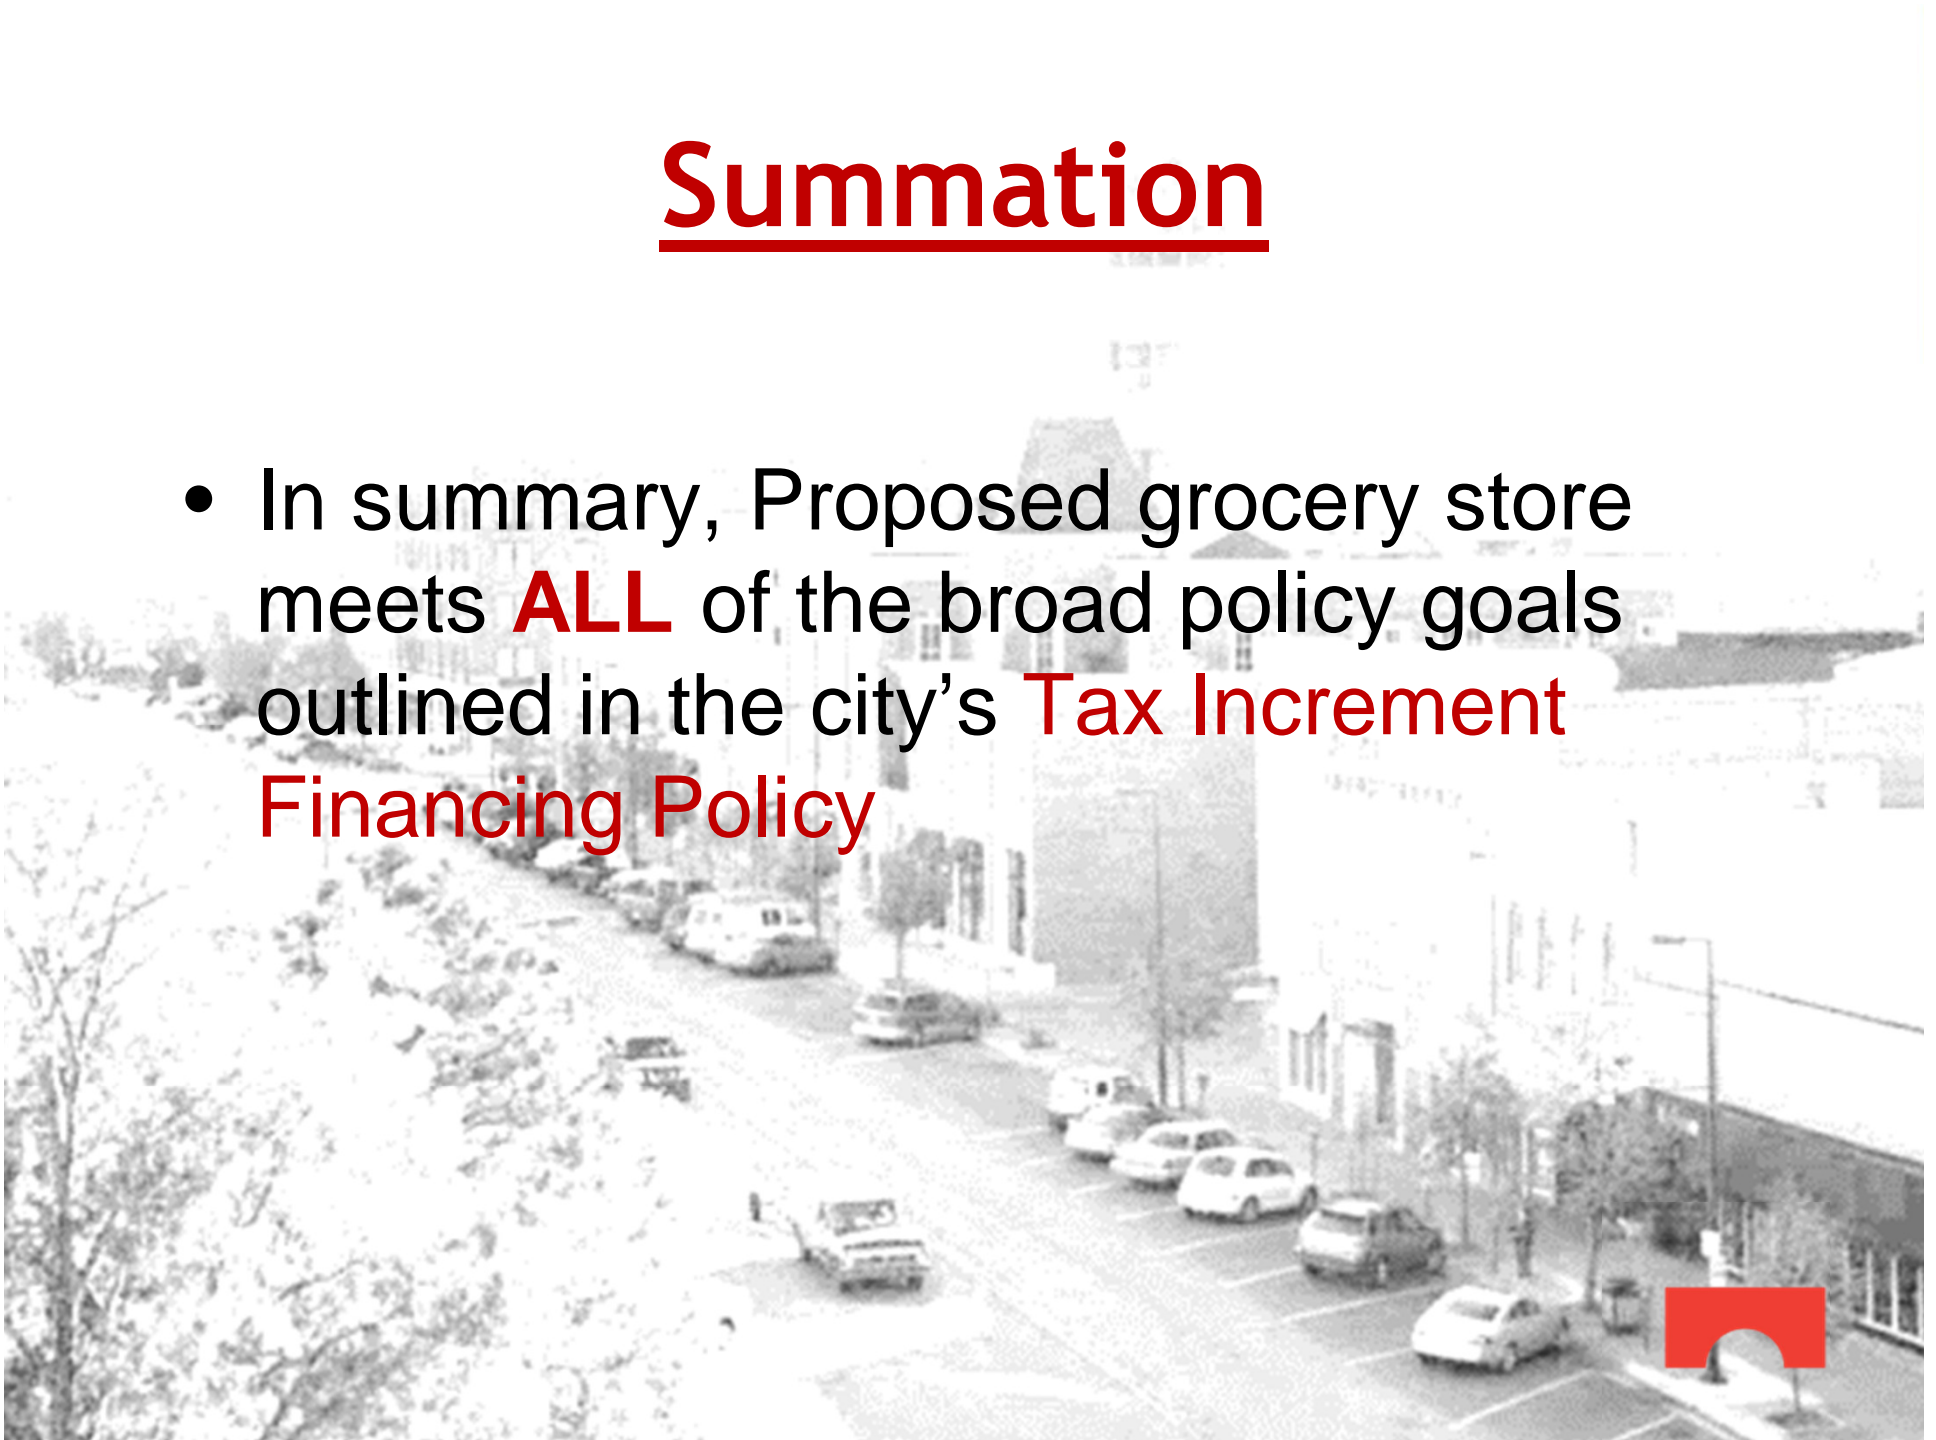 Summation
• In summary, Proposed grocery store
meets ALL of the broad policy goals
outlined in the city’s Tax Increment
Financing Policy